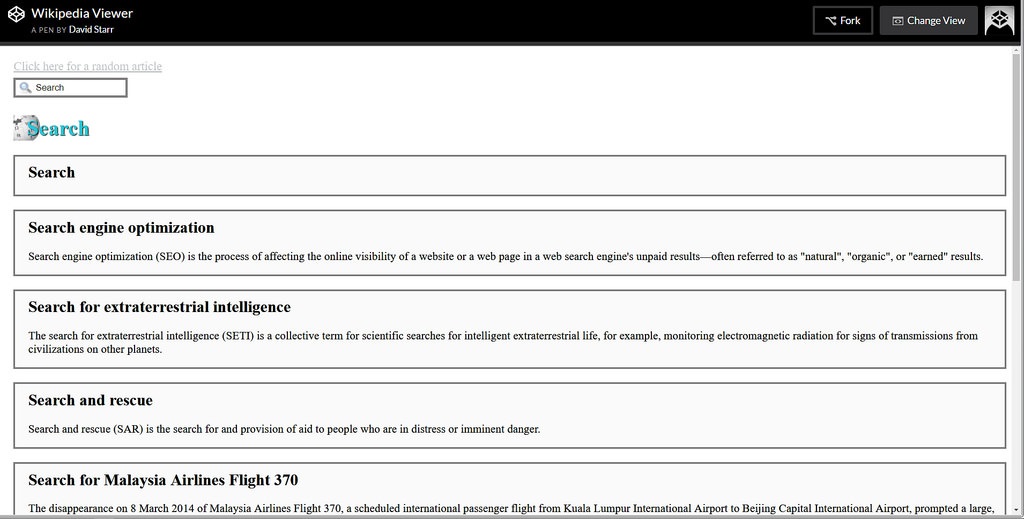 Wikipedia Viewer
A PEN BY David Starr
Fork
Change View
Click here for a random article
Search
Search
Search
Search engine optimization
Search engine optimization (SEO) is the process of affecting the online visibility of a website or a web page in a web search engine's unpaid results—often referred to as "natural", "organic", or "earned" results.
Search for extraterrestrial intelligence
The search for extraterrestrial intelligence (SETI) is a collective term for scientific searches for intelligent extraterrestrial life, for example, monitoring electromagnetic radiation for signs of transmissions from
civilizations on other planets.
Search and rescue
Search and rescue (SAR) is the search for and provision of aid to people who are in distress or imminent danger.
Search for Malaysia Airlines Flight 370
The disappearance on 8 March 2014 of Malaysia Airlines Flight 370, a scheduled international passenger flight from Kuala Lumpur International Airport to Beijing Capital International Airport, prompted a large,